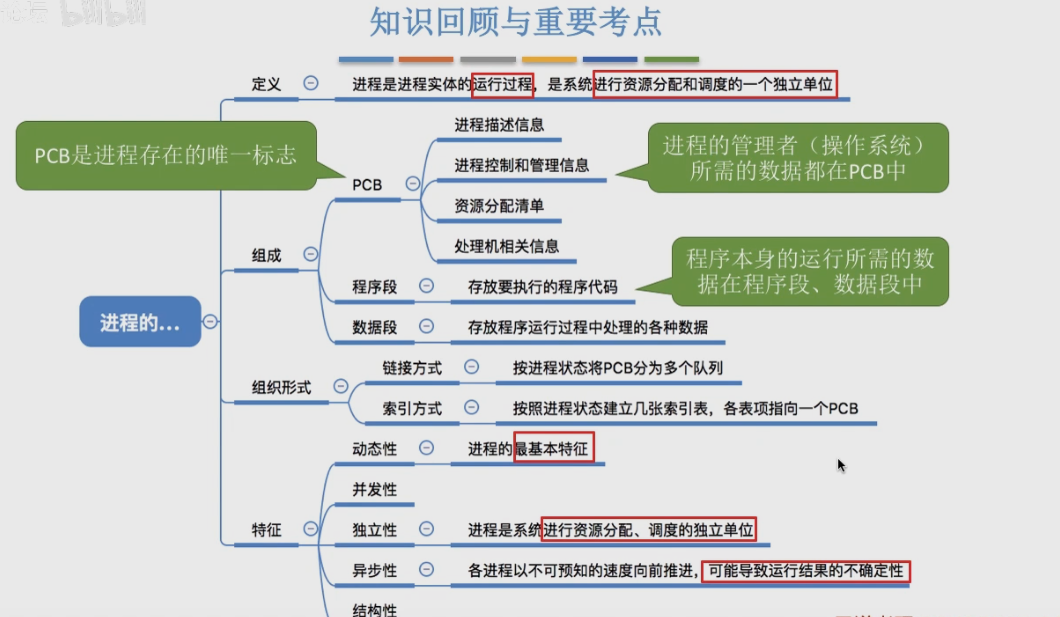 知识回顾与重要考点
定义
进程是进程实体的运行过程，是系统进行资源分配和调度的一个独立单位
PCB是进程存在的唯一标志
进程的管理者（操作系统）
所需的数据都在PCB中
进程的...
组成
PCB
进程描述信息
进程控制和管理信息
资源分配清单
处理机相关信息
程序段
存放要执行的程序代码
程序本身的运行所需的数
据在程序段、数据段中
数据段
存放程序运行过程中处理的各种数据
组织形式
链接方式
按进程状态将PCB分为多个队列
索引方式
按照进程状态建立几张索引表，各表项指向一个PCB
特征
动态性
进程的最基本特征
并发性
独立性
进程是系统进行资源分配、调度的独立单位
异步性
各进程以不可预知的速度向前推进，可能导致运行结果的不确定性
结构性